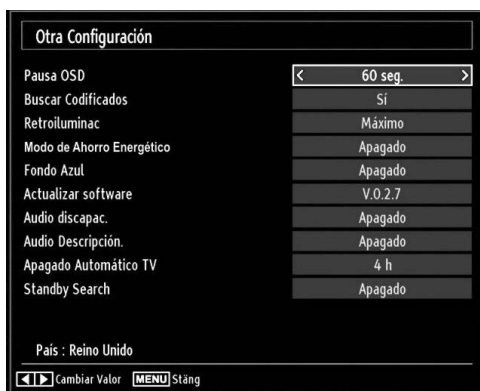 Otra Configuración
Pausa OSD < 60 seg. >
Buscar Codificados Sí
Retroiluminac Máximo
Modo de Ahorro Energético Apagado
Fondo Azul Apagado
Actualizar software V.0.2.7
Audio discapac. Apagado
Audio Descripción. Apagado
Apagado Automático TV 4 h
Standby Search Apagado
País : Reino Unido
Cambiar Valor MENU Stäng